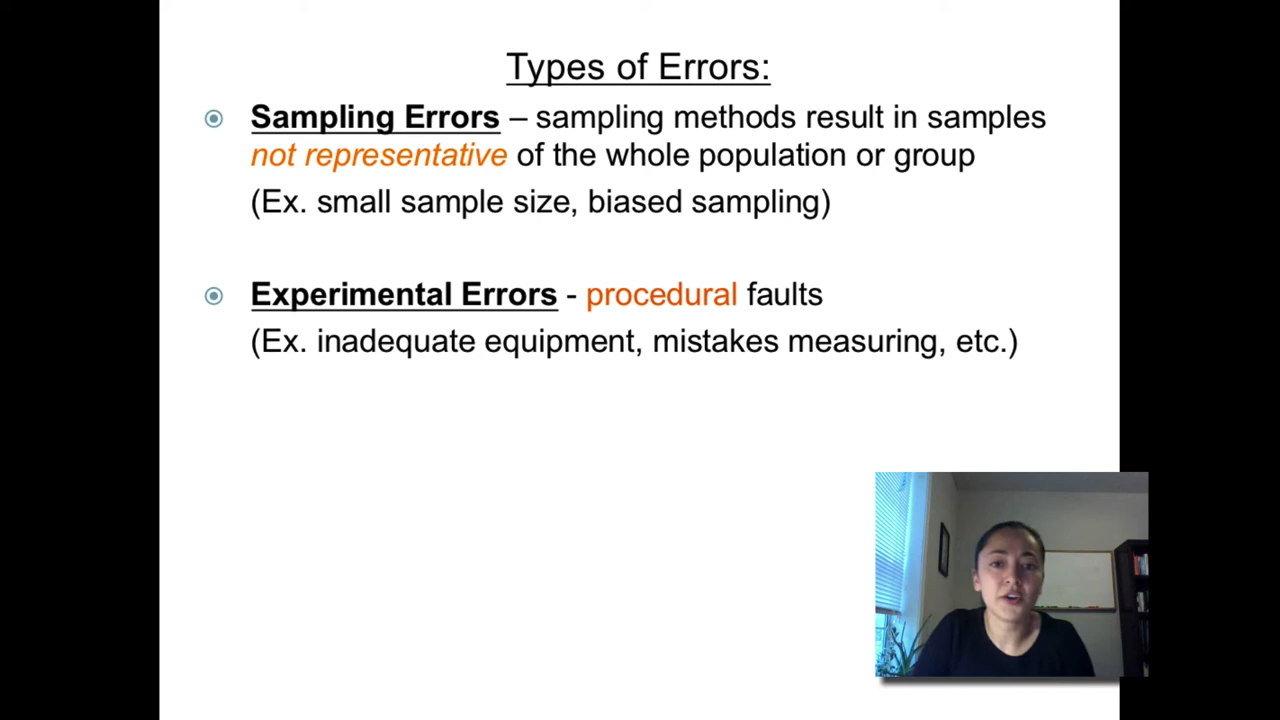 Types of Errors:
Sampling Errors – sampling methods result in samples
not representative of the whole population or group
(Ex. small sample size, biased sampling)
Experimental Errors - procedural faults
(Ex. inadequate equipment, mistakes measuring, etc.)